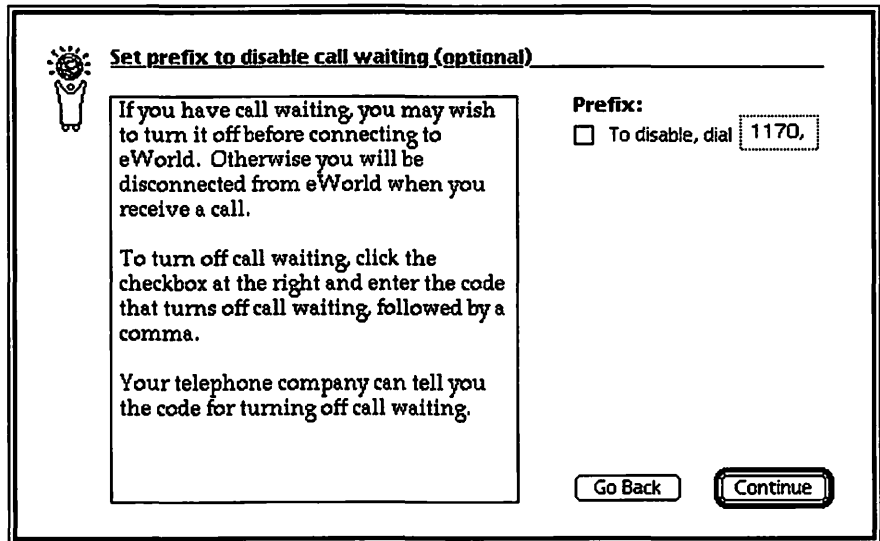 Set prefix to disable call waiting (optional)
If you have call waiting, you may wish
to turn it off before connecting to
eWorld. Otherwise you will be
disconnected from eWorld when you
receive a call.
To turn off call waiting, click the
checkbox at the right and enter the code
that turns off call waiting, followed by a
comma.
Your telephone company can tell you
the code for turning off call waiting.
Prefix:
To disable, dial 1170,
Go Back Continue